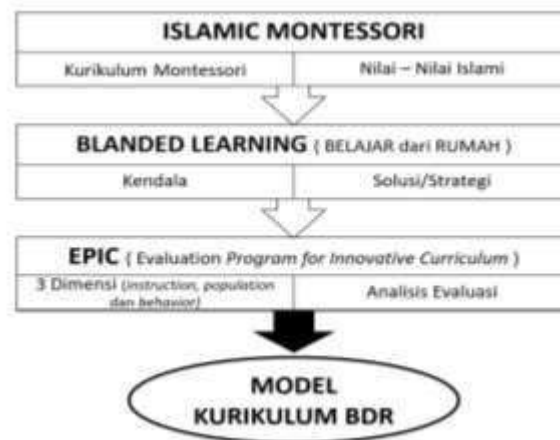 ISLAMIC MONTESSORI
Kurikulum Montessori
Nilai – Nilai Islami
BLANDED LEARNING ( BELAJAR dari RUMAH )
Kendala
Solusi/Strategi
EPIC ( Evaluation Program for Innovative Curriculum )
3 Dimensi (instruction, population
dan behavior)
Analisis Evaluasi
MODEL
KURIKULUM BDR